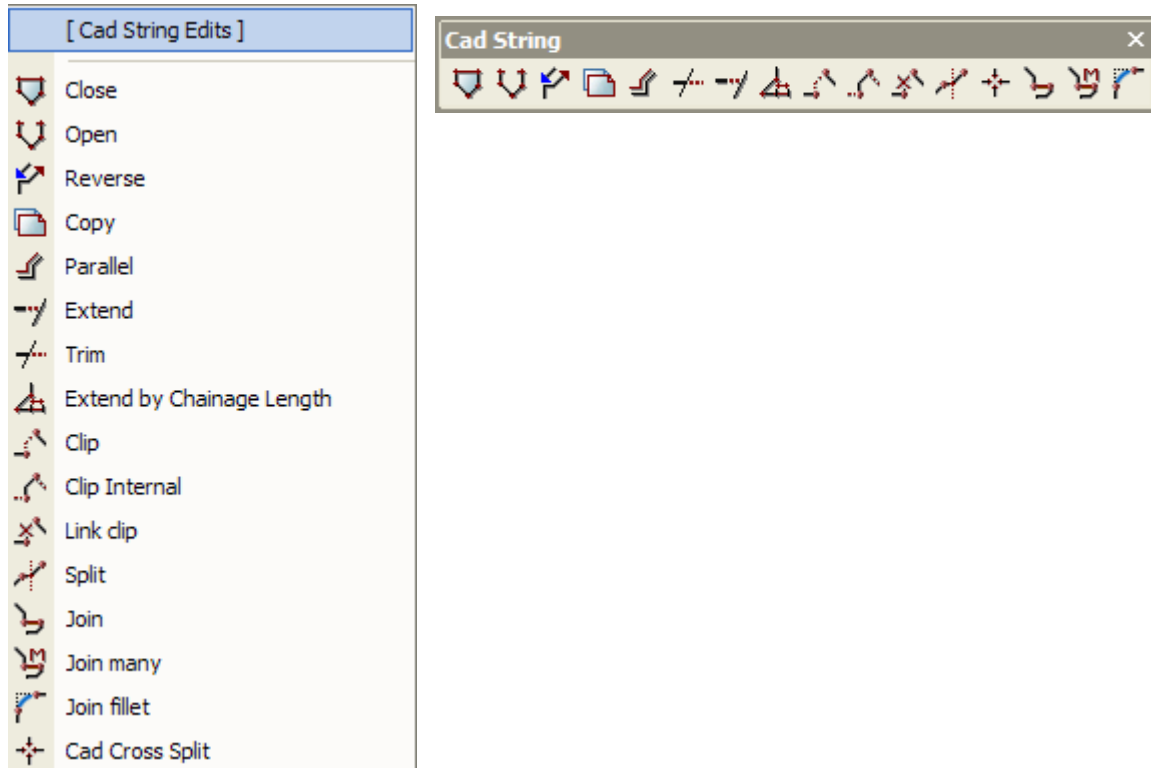 [ Cad String Edits ]
Close
Open
Reverse
Copy
Parallel
Extend
Trim
Extend by Chainage Length
Clip
Clip Internal
Link clip
Split
Join
Join many
Join fillet
Cad Cross Split
Cad String